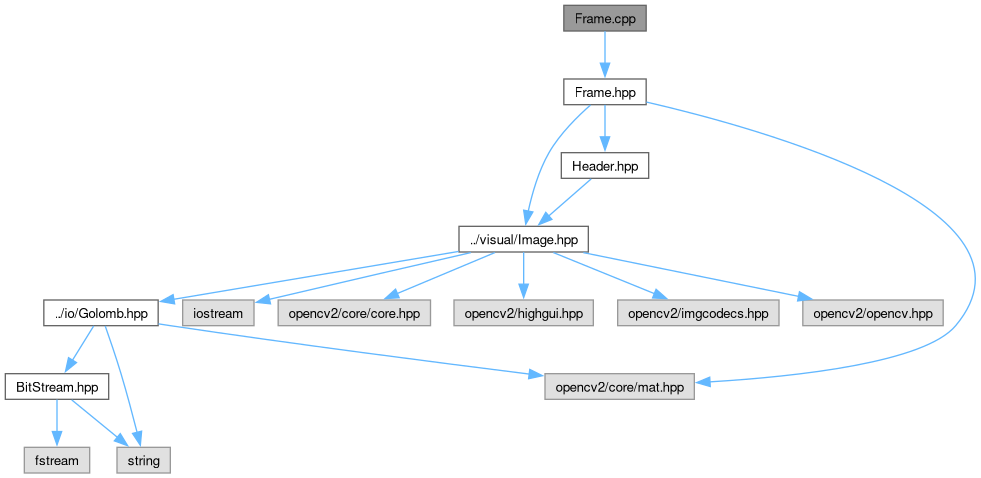 Frame.cpp
Frame.hpp
Header.hpp
../visual/Image.hpp
../io/Golomb.hpp
iostream
opencv2/core/core.hpp
opencv2/highgui.hpp
opencv2/imgcodecs.hpp
opencv2/opencv.hpp
BitStream.hpp
opencv2/core/mat.hpp
fstream
string